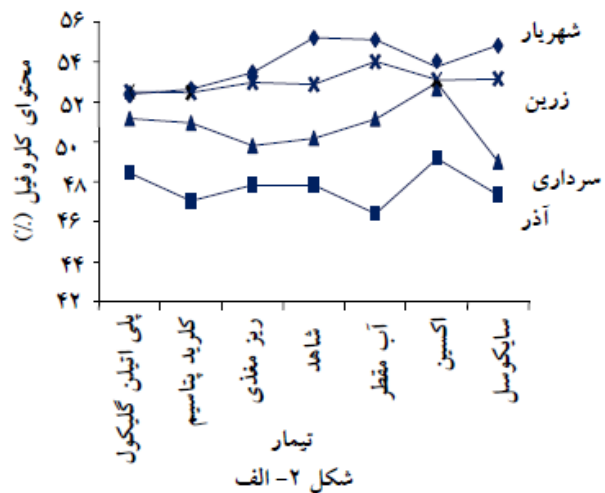 محتوای کلروفیل (%)
۵۶
۵۴
۵۲
۵۰
۴۸
۴۶
۴۴
۴۲
شهریار
زرین
سرداری
آذر
پلی اتیلن گلیکول
کلرید پتاسیم
ریز مغذی
شاهد
آب مقطر
اکسین
سایکوسل
تیمار
شکل ۲- الف